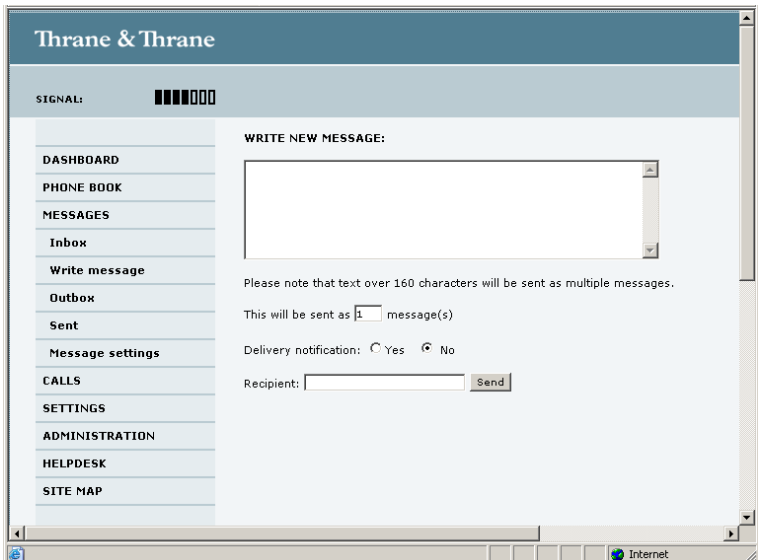 Thrane & Thrane
SIGNAL:
DASHBOARD
PHONE BOOK
MESSAGES
Inbox
Write message
Outbox
Sent
Message settings
CALLS
SETTINGS
ADMINISTRATION
HELPDESK
SITE MAP
WRITE NEW MESSAGE:
Please note that text over 160 characters will be sent as multiple messages.
This will be sent as 1 message(s)
Delivery notification: Yes No
Recipient: Send
Internet